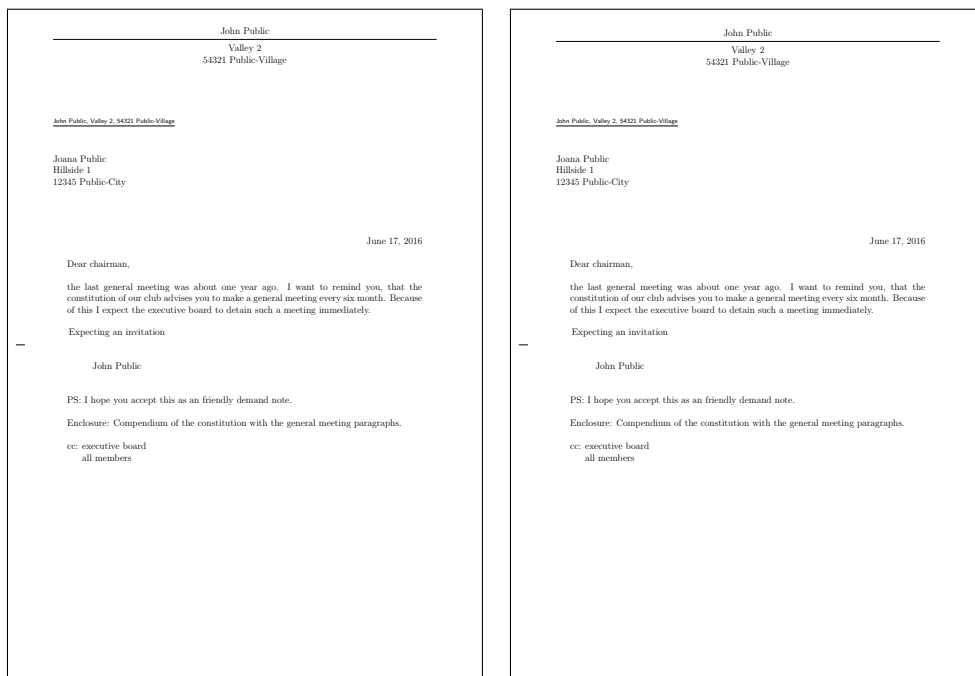 John Public
Valley 2
54321 Public-Village
John Public, Valley 2, 54321 Public-Village
Joana Public
Hillside 1
12345 Public-City
June 17, 2016
Dear chairman,
the last general meeting was about one year ago. I want to remind you, that the
constitution of our club advises you to make a general meeting every six month. Because
of this I expect the executive board to detain such a meeting immediately.
Expecting an invitation
John Public
PS: I hope you accept this as an friendly demand note.
Enclosure: Compendium of the constitution with the general meeting paragraphs.
cc: executive board
all members
John Public
Valley 2
54321 Public-Village
John Public, Valley 2, 54321 Public-Village
Joana Public
Hillside 1
12345 Public-City
June 17, 2016
Dear chairman,
the last general meeting was about one year ago. I want to remind you, that the
constitution of our club advises you to make a general meeting every six month. Because
of this I expect the executive board to detain such a meeting immediately.
Expecting an invitation
John Public
PS: I hope you accept this as an friendly demand note.
Enclosure: Compendium of the constitution with the general meeting paragraphs.
cc: executive board
all members